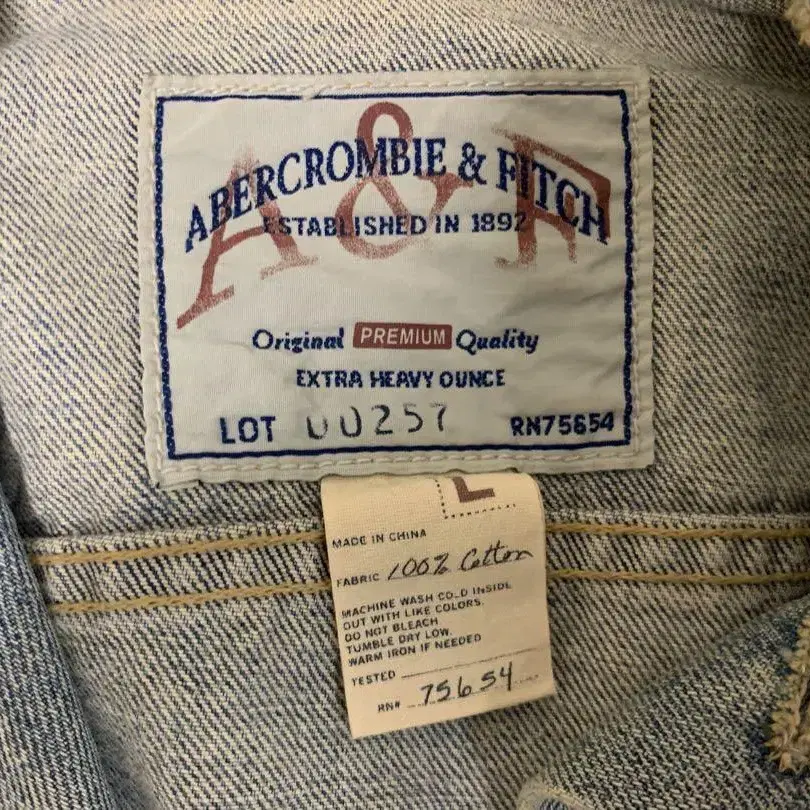 A & F
ABERCROMBIE & FITCH
ESTABLISHED IN 1892
Original PREMIUM Quality
EXTRA HEAVY OUNCE
LOT 00257 RN75654
L
MADE IN CHINA
FABRIC 100% Cotton
MACHINE WASH COLD INSIDE
OUT WITH LIKE COLORS.
DO NOT BLEACH
TUMBLE DRY LOW.
WARM IRON IF NEEDED
TESTED
RN# 75654